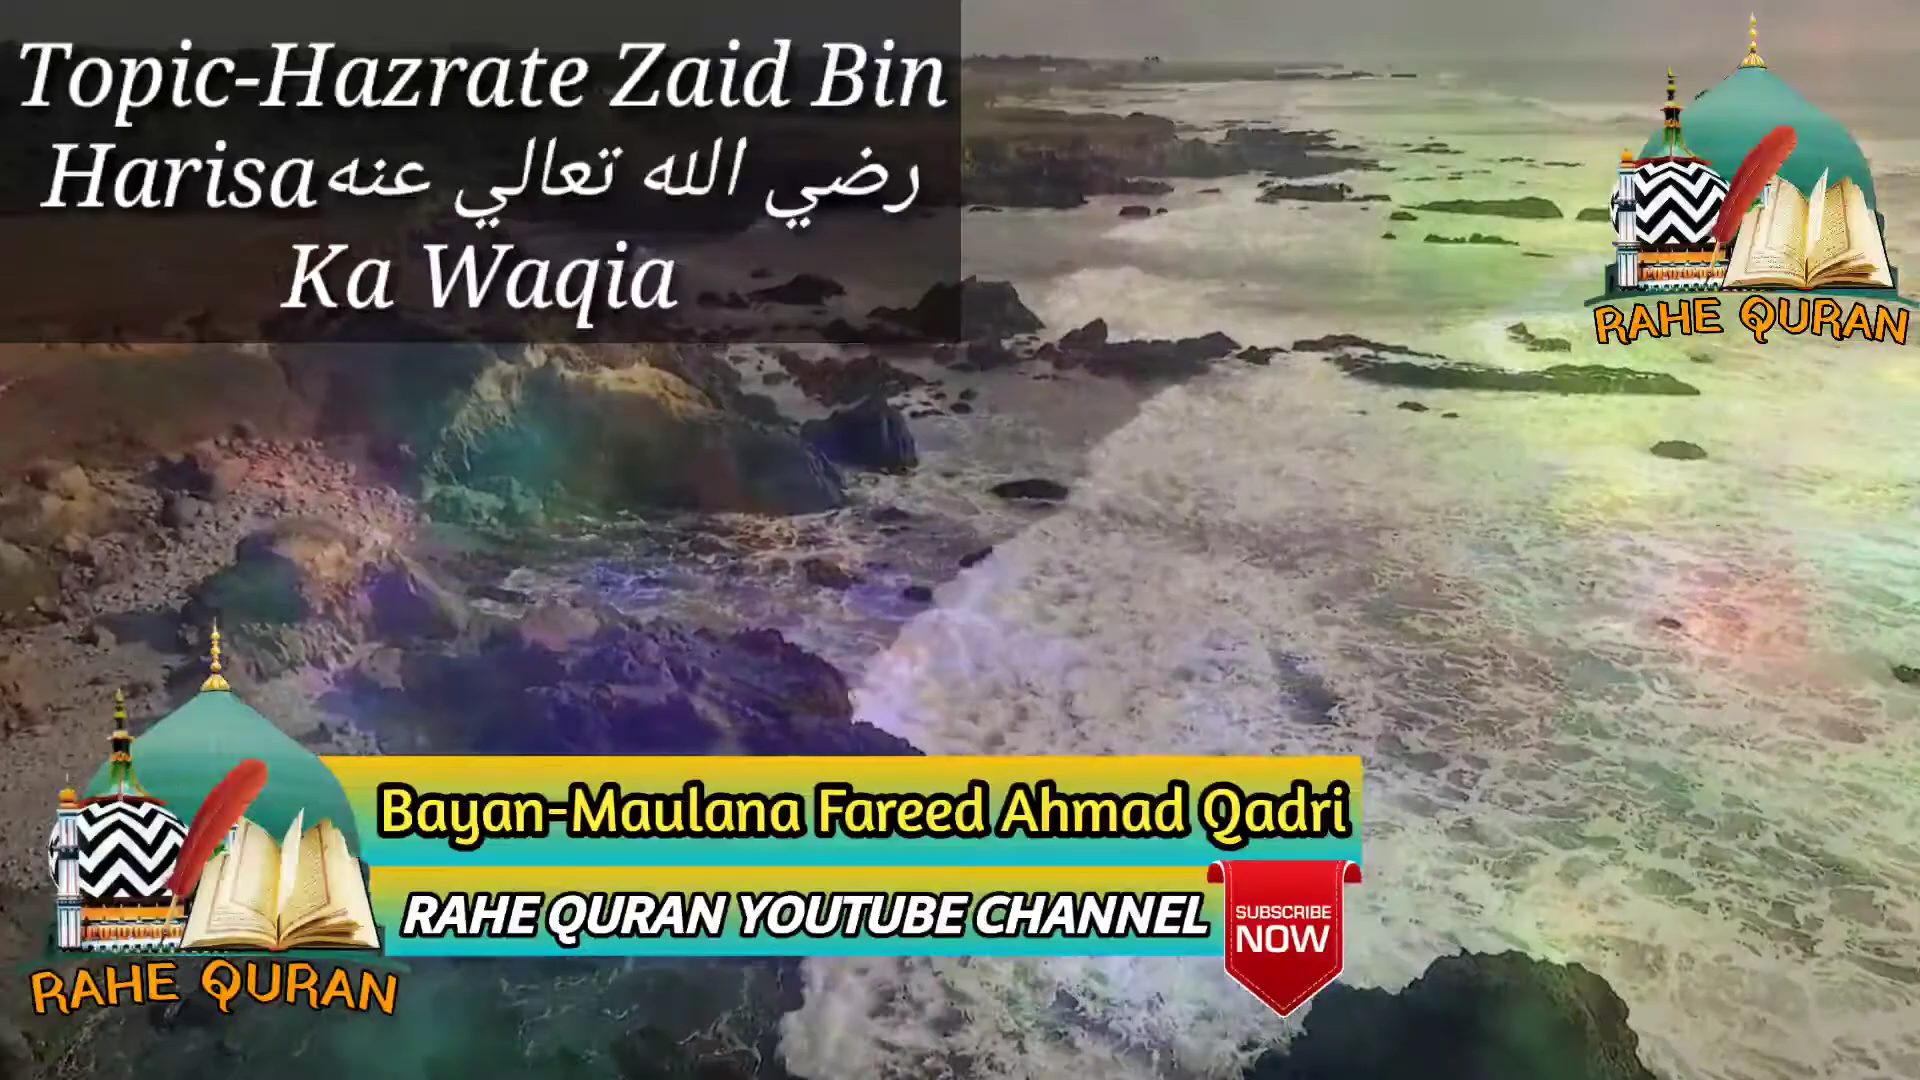 Topic-Hazrate Zaid Bin
Harisa رضي الله تعالي عنه
Ka Waqia
RAHE QURAN
Bayan-Maulana Fareed Ahmad Qadri
RAHE QURAN YOUTUBE CHANNEL
SUBSCRIBE
NOW
RAHE QURAN